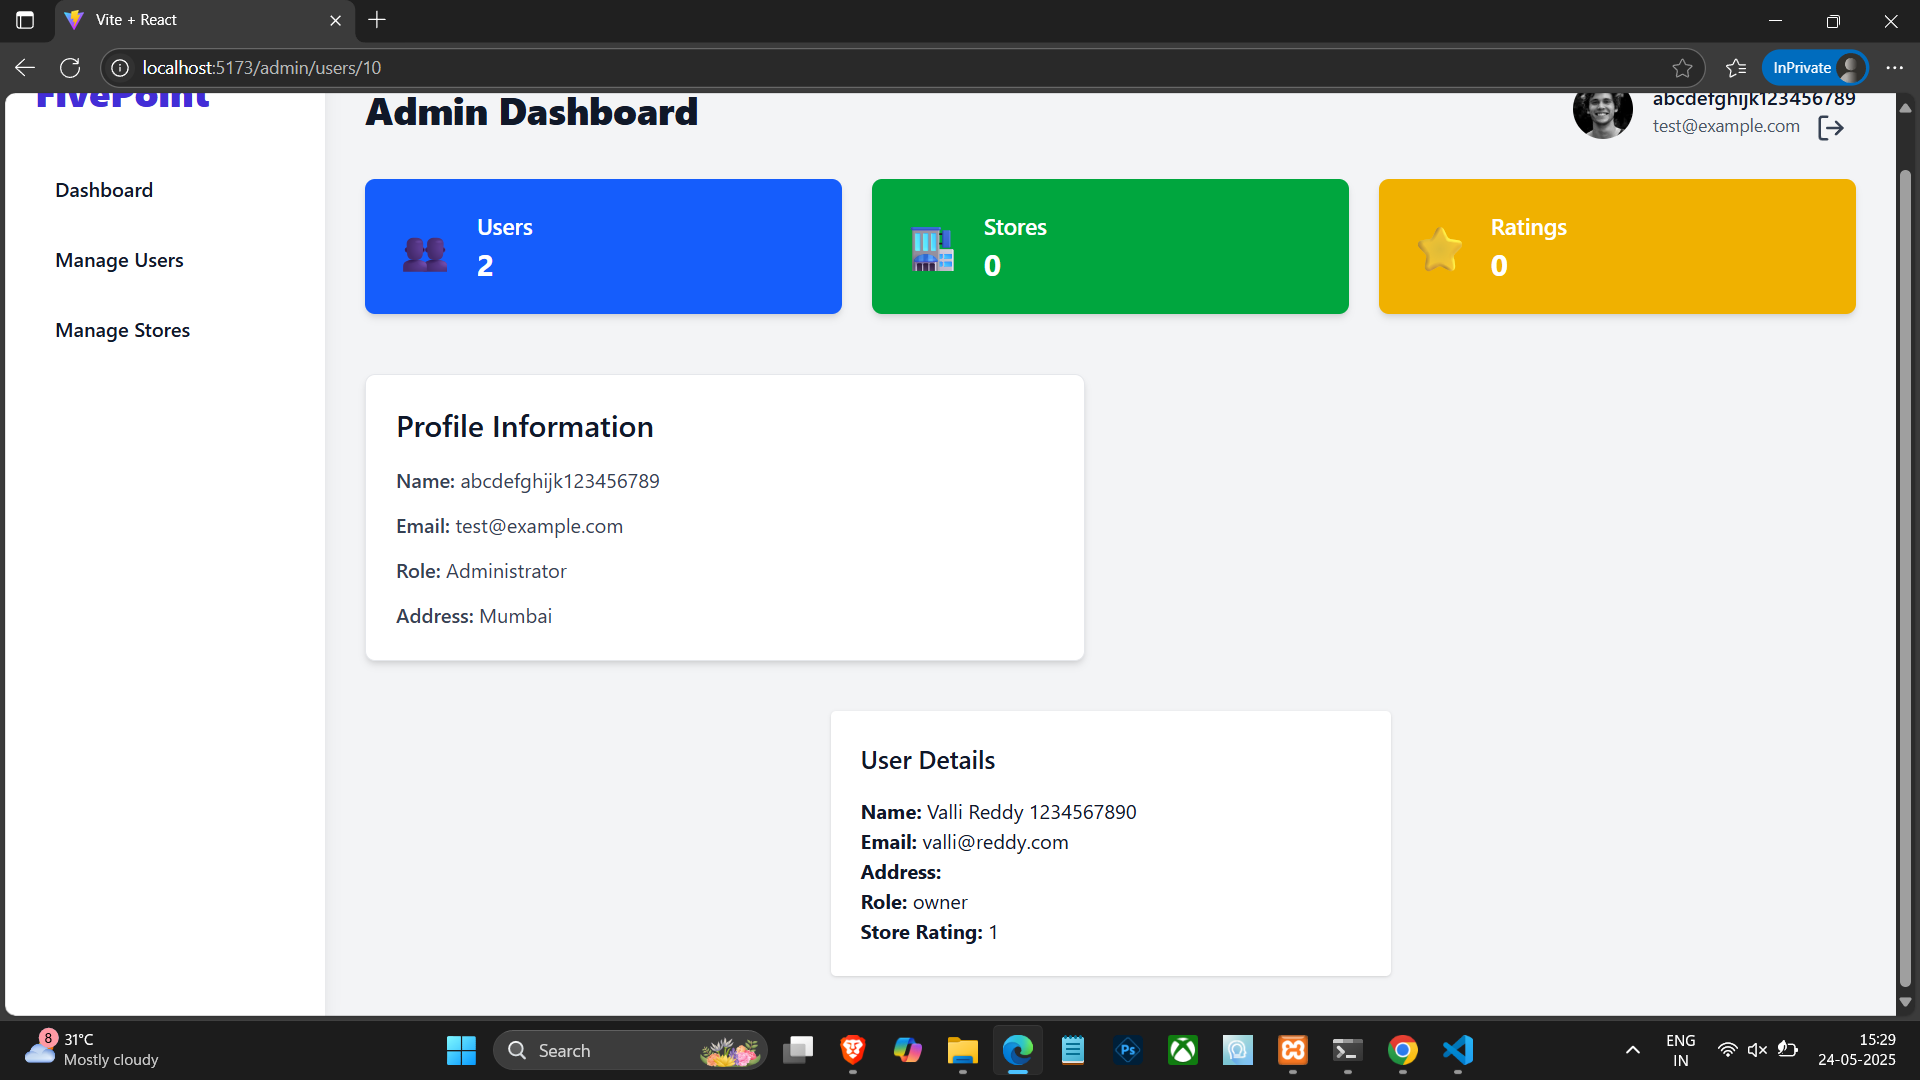 Vite + React
localhost:5173/admin/users/10
InPrivate
FivePoint
Dashboard
Manage Users
Manage Stores
Admin Dashboard
abcdefghijk123456789
test@example.com
Users
2
Stores
0
Ratings
0
Profile Information
Name: abcdefghijk123456789
Email: test@example.com
Role: Administrator
Address: Mumbai
User Details
Name: Valli Reddy 1234567890
Email: valli@reddy.com
Address:
Role: owner
Store Rating: 1
8
31°C
Mostly cloudy
Search
Ps
ENG
IN
15:29
24-05-2025